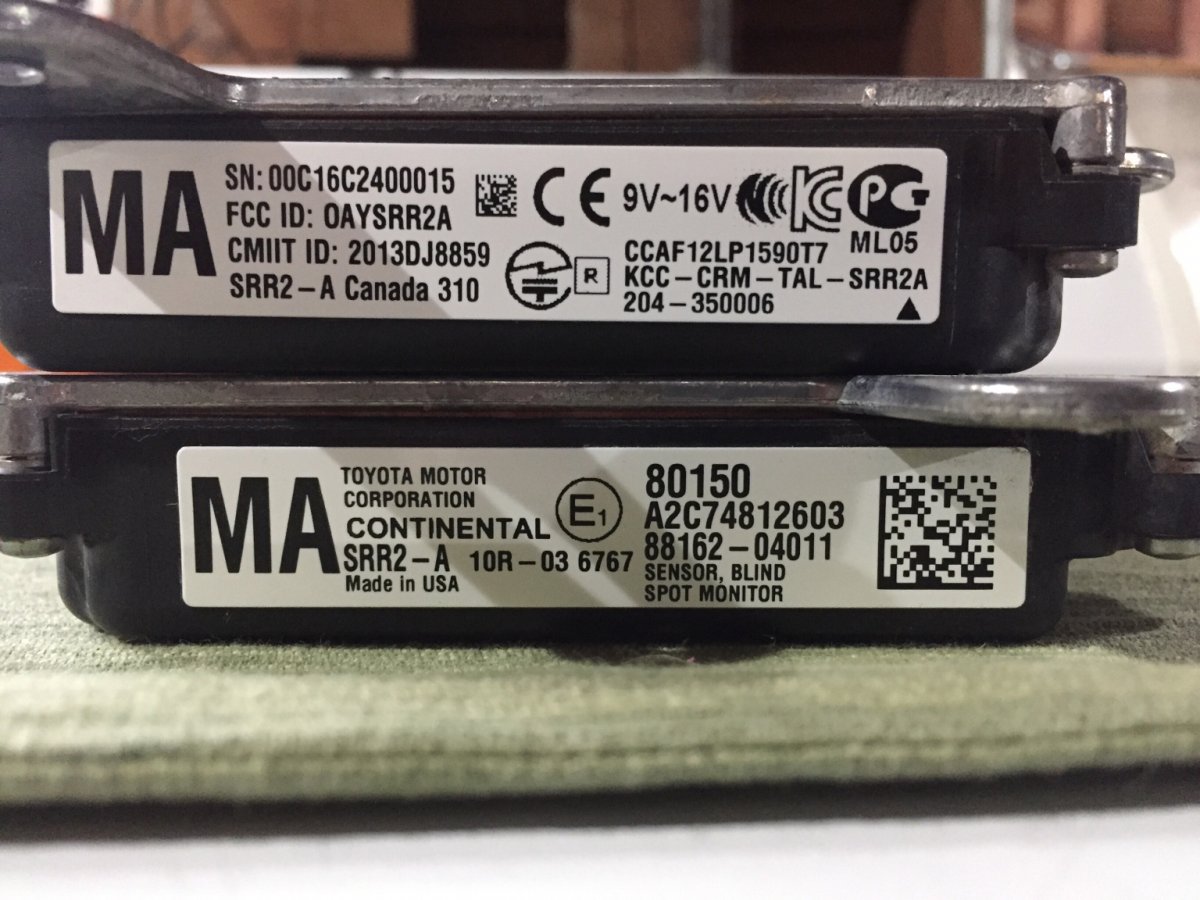 MA
SN: 00C16C2400015
FCC ID: OAYSRR2A
CMIIT ID: 2013DJ8859
SRR2-A Canada 310
CE 9V~16V
R
CCAF12LP1590T7
KCC-CRM-TAL-SRR2A
204-350006
KC
PG
ML05
MA
TOYOTA MOTOR
CORPORATION
CONTINENTAL
SRR2-A 10R-03 6767
Made in USA
E1
80150
A2C74812603
88162-04011
SENSOR, BLIND
SPOT MONITOR